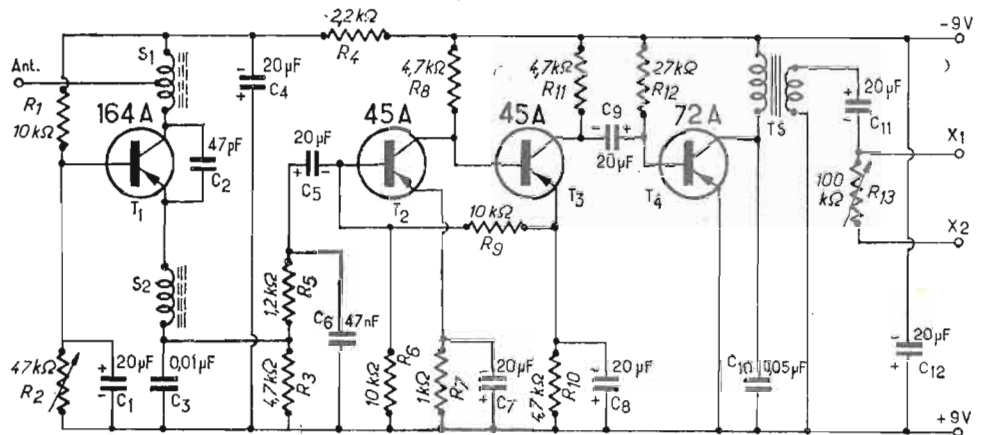 2,2kΩ
-9V
S1
R4
Ant.
20µF
C4
4,7kΩ
R8
4,7kΩ
R11
27kΩ
R12
R1
10kΩ
164A
47pF
C2
T1
20µF
C5
45A
T2
45A
T3
C9
20µF
72A
T4
TS
20µF
C11
X1
100
kΩ
R13
X2
10kΩ
R9
S2
1,2kΩ
R5
C6
47nF
47kΩ
R2
20µF
C1
0,01µF
C3
4,7kΩ
R3
10kΩ
R6
1kΩ
R7
20µF
C7
4,7kΩ
R10
20µF
C8
C10
0,05µF
20µF
C12
+9V